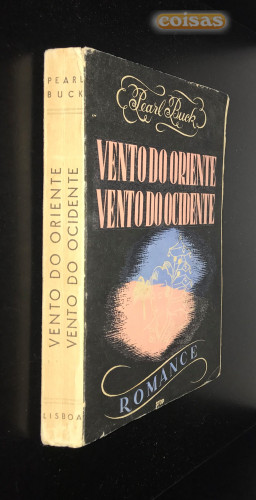 coisas
PEARL
BUCK
VENTO DO ORIENTE
VENTO DO OCIDENTE
LISBOA
Pearl Buck
VENTO DO ORIENTE
VENTO DO OCIDENTE
ROMANCE